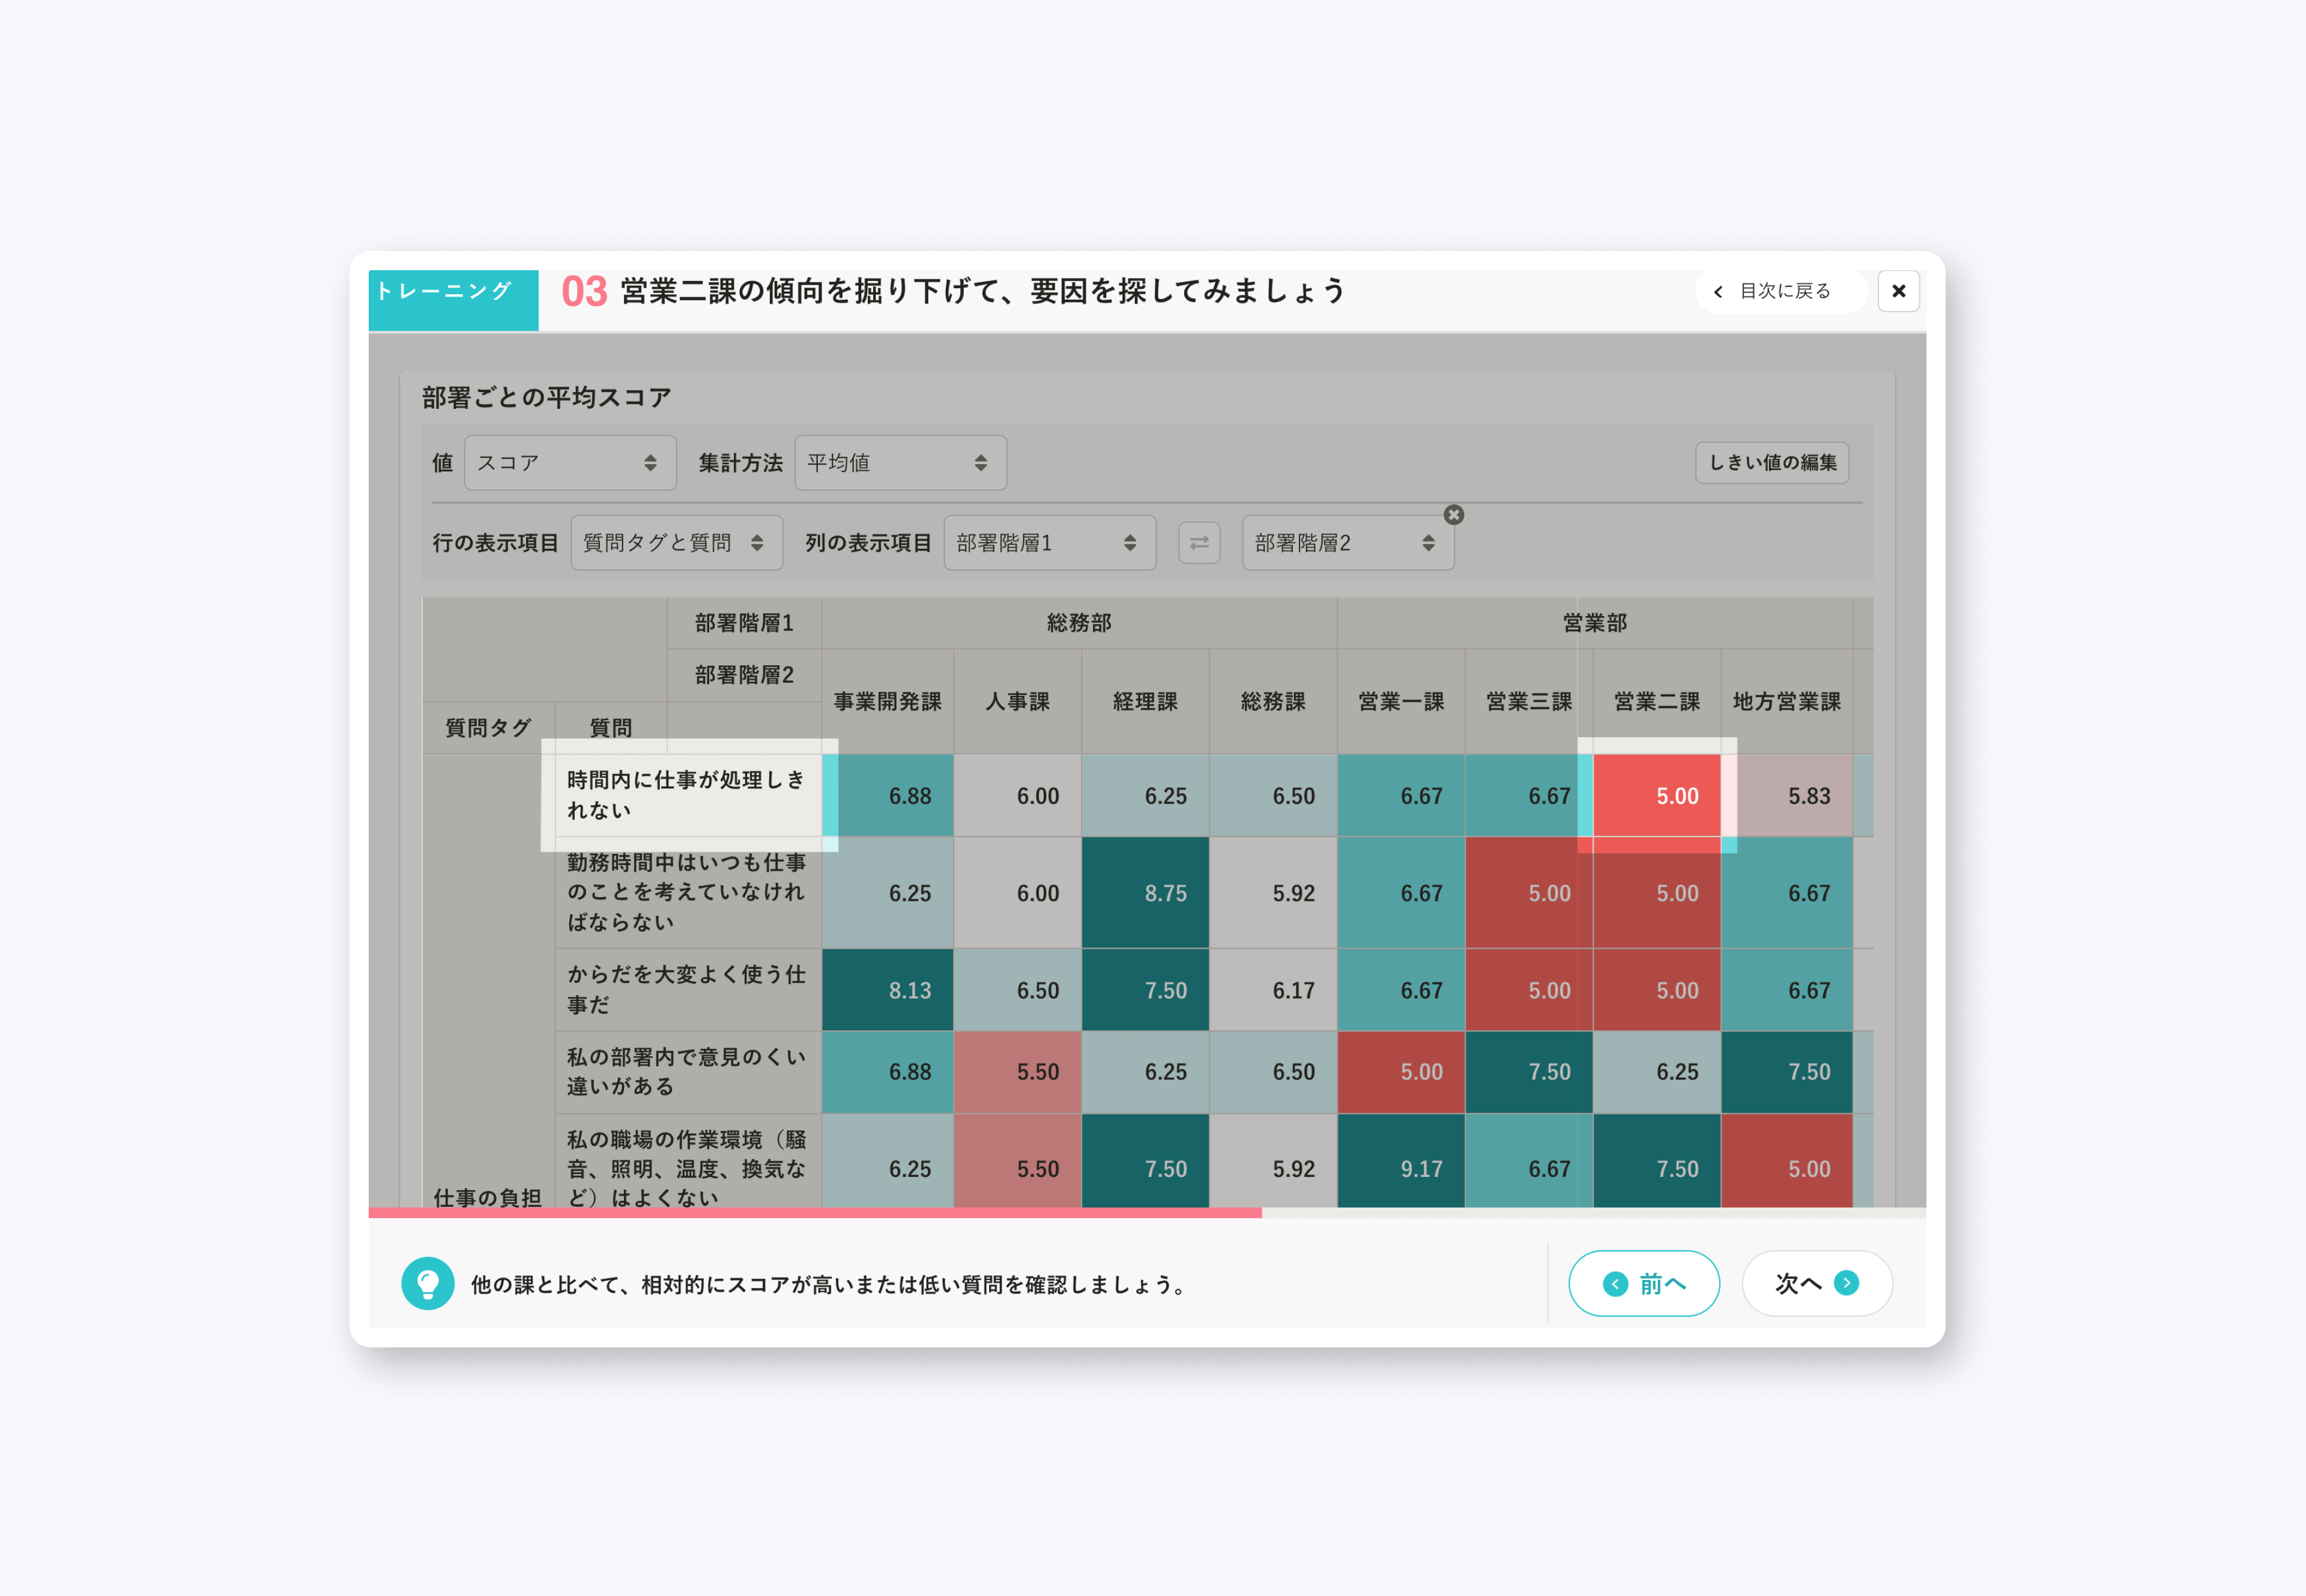 トレーニング
03 営業二課の傾向を掘り下げて、要因を探してみましょう
目次に戻る
部署ごとの平均スコア
値 スコア 集計方法 平均値 しきい値の編集
行の表示項目 質問タグと質問 列の表示項目 部署階層1 部署階層2
部署階層1 総務部 営業部
部署階層2
事業開発課 人事課 経理課 総務課 営業一課 営業三課 営業二課 地方営業課
質問タグ 質問
時間内に仕事が処理しき
れない
6.88 6.00 6.25 6.50 6.67 6.67 5.00 5.83
勤務時間中はいつも仕事
のことを考えていなけれ
ばならない
6.25 6.00 8.75 5.92 6.67 5.00 5.00 6.67
からだを大変よく使う仕
事だ
8.13 6.50 7.50 6.17 6.67 5.00 5.00 6.67
私の部署内で意見のくい
違いがある
6.88 5.50 6.25 6.50 5.00 7.50 6.25 7.50
私の職場の作業環境（騒
音、照明、温度、換気な
ど）はよくない
6.25 5.50 7.50 5.92 9.17 6.67 7.50 5.00
仕事の負担
他の課と比べて、相対的にスコアが高いまたは低い質問を確認しましょう。
前へ
次へ